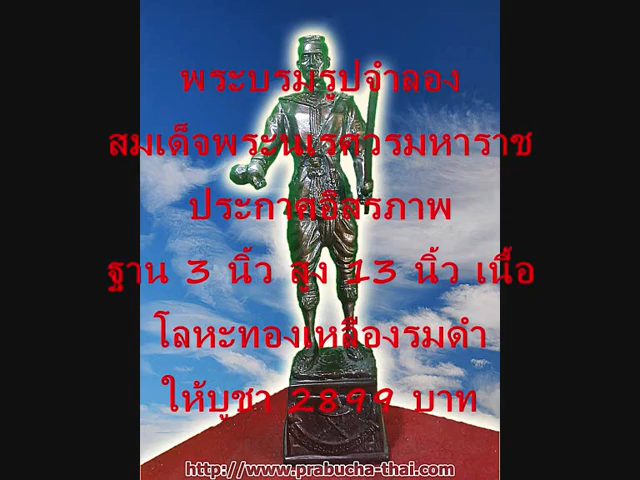 พระบรมรูปจำลอง
สมเด็จพระนเรศวรมหาราช
ประกาศอิสรภาพ
ฐาน 3 นิ้ว สูง 13 นิ้ว เนื้อ
โลหะทองเหลืองรมดำ
ให้บูชา 2899 บาท
http://www.prabucha-thai.com